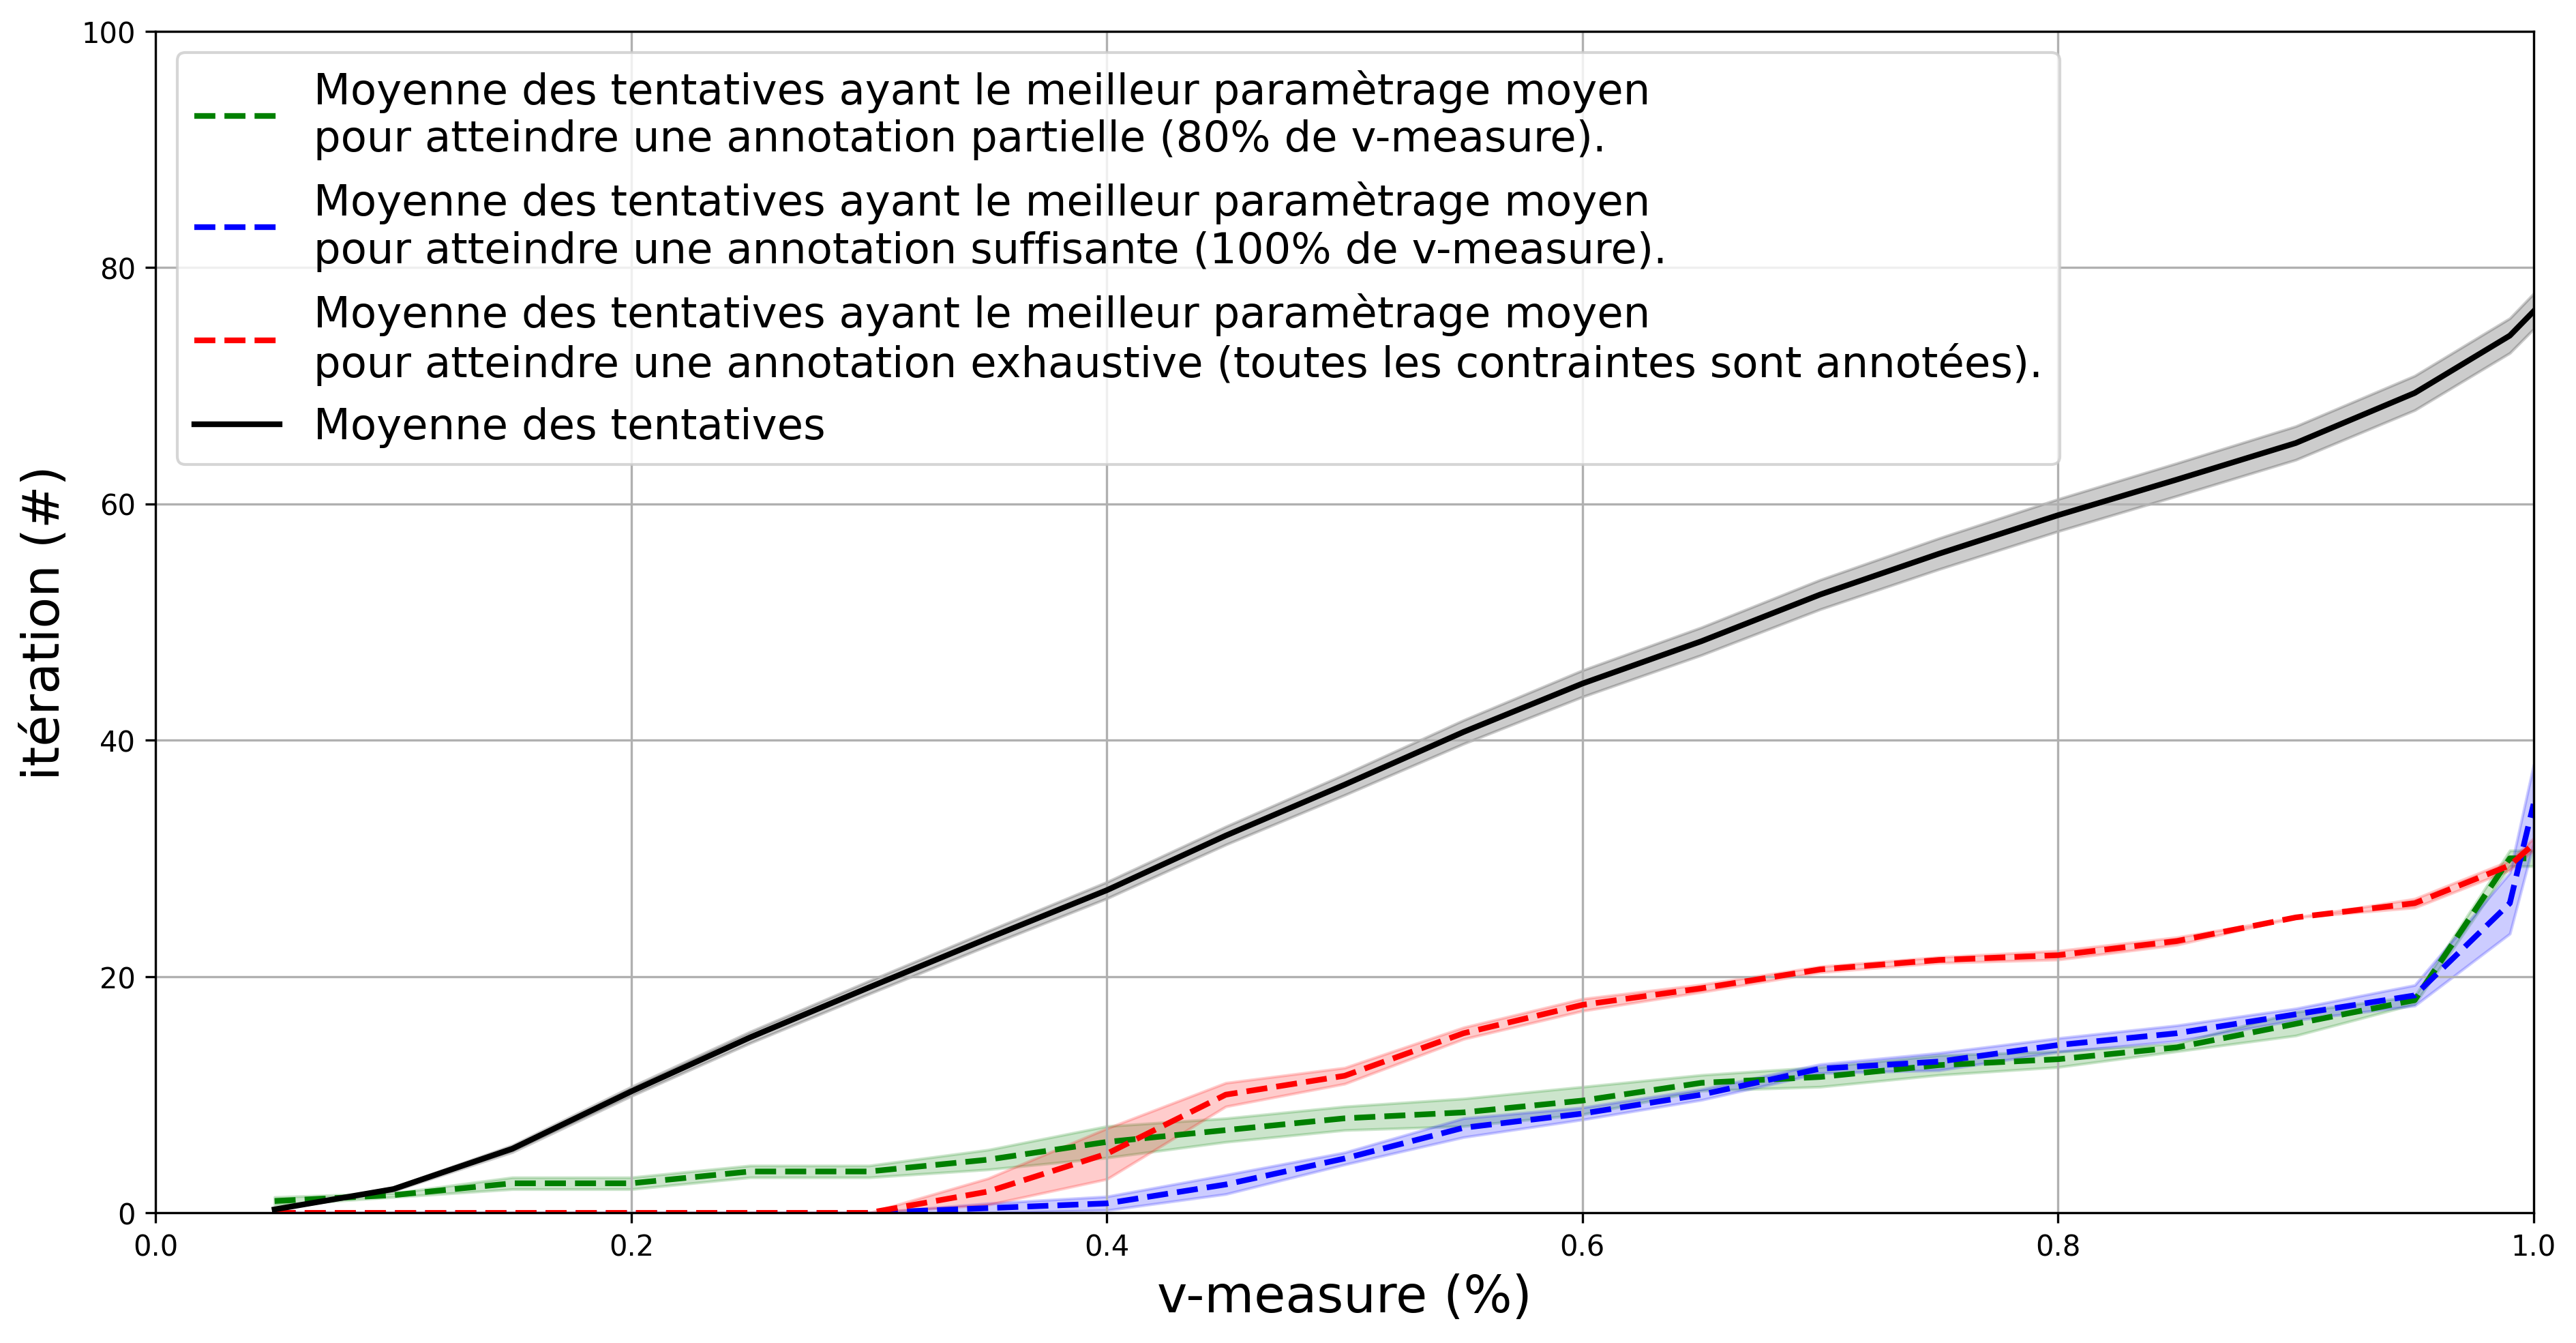 100
80
60
40
20
0
itération (#)
Moyenne des tentatives ayant le meilleur paramètrage moyen
pour atteindre une annotation partielle (80% de v-measure).
Moyenne des tentatives ayant le meilleur paramètrage moyen
pour atteindre une annotation suffisante (100% de v-measure).
Moyenne des tentatives ayant le meilleur paramètrage moyen
pour atteindre une annotation exhaustive (toutes les contraintes sont annotées).
Moyenne des tentatives
0.0 0.2 0.4 0.6 0.8 1.0
v-measure (%)